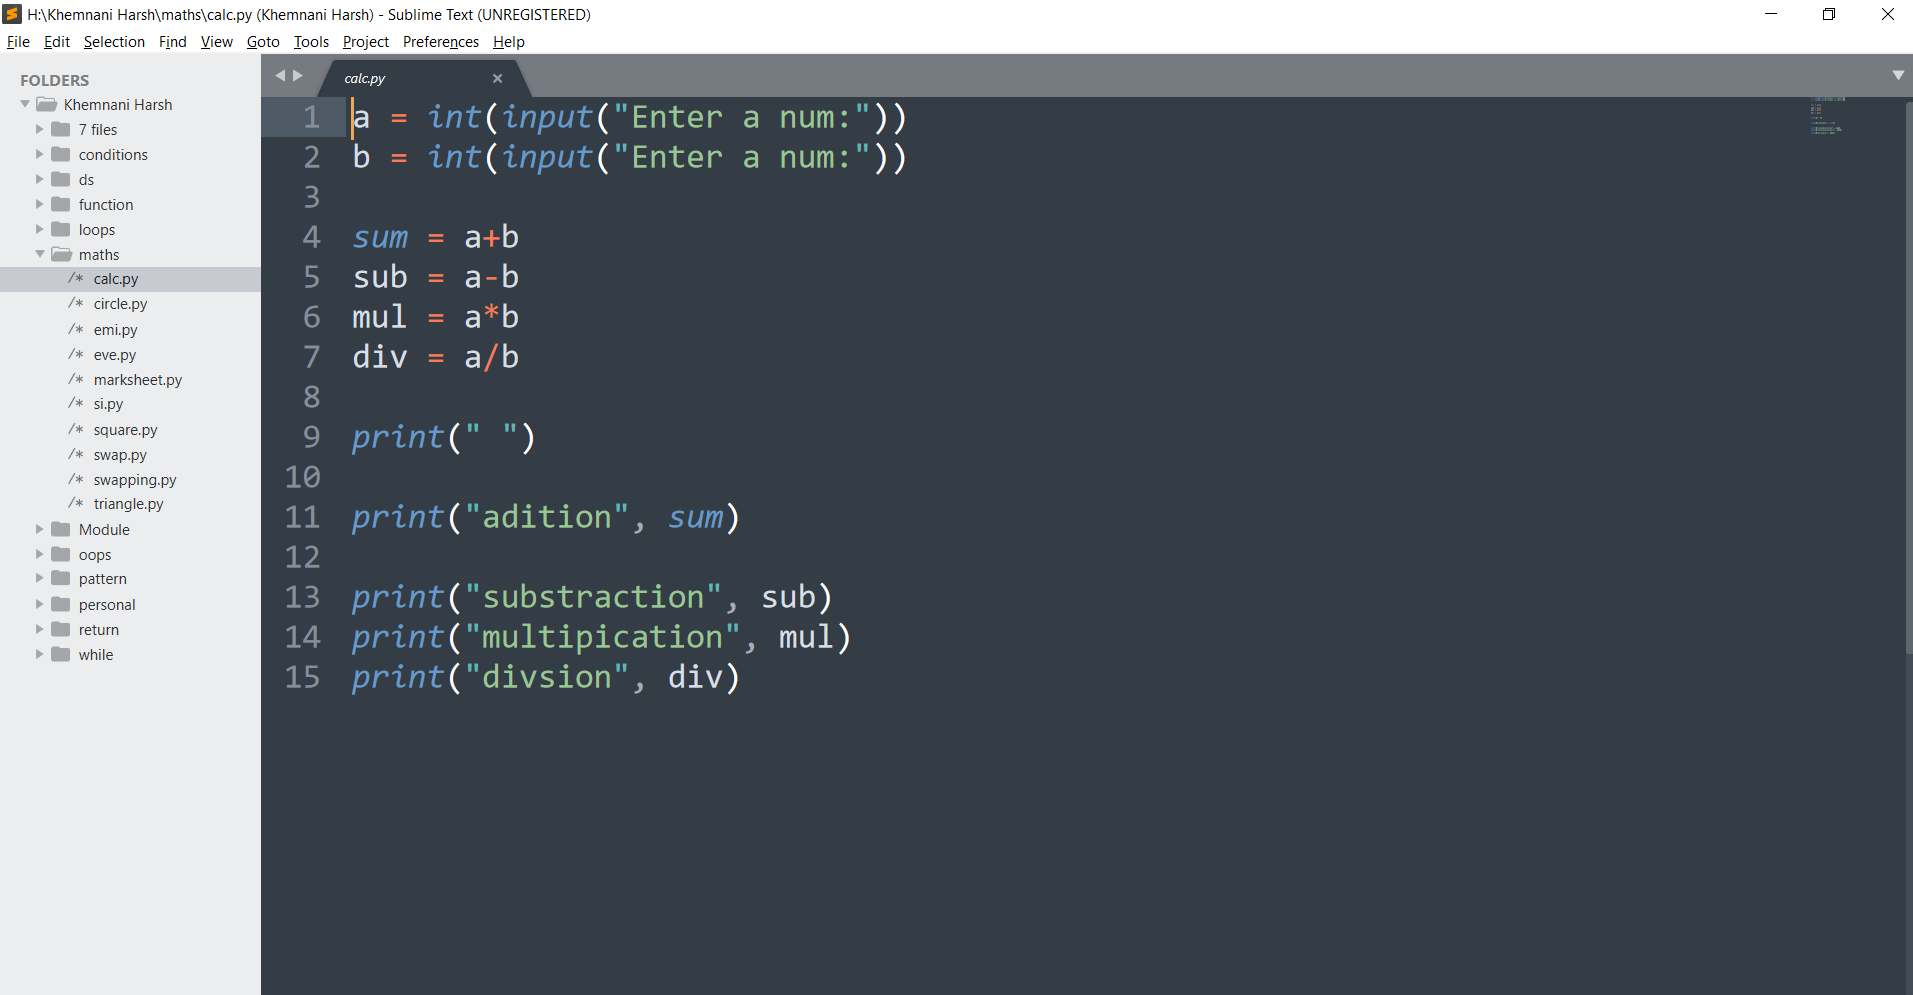 H:\Khemnani Harsh\maths\calc.py (Khemnani Harsh) - Sublime Text (UNREGISTERED)
File Edit Selection Find View Goto Tools Project Preferences Help
FOLDERS
Khemnani Harsh
7 files
conditions
ds
function
loops
maths
/* calc.py
/* circle.py
/* emi.py
/* eve.py
/* marksheet.py
/* si.py
/* square.py
/* swap.py
/* swapping.py
/* triangle.py
Module
oops
pattern
personal
return
while
calc.py
1 a = int(input("Enter a num:"))
2 b = int(input("Enter a num:"))
3
4 sum = a+b
5 sub = a-b
6 mul = a*b
7 div = a/b
8
9 print(" ")
10
11 print("adition", sum)
12
13 print("substraction", sub)
14 print("multipication", mul)
15 print("divsion", div)